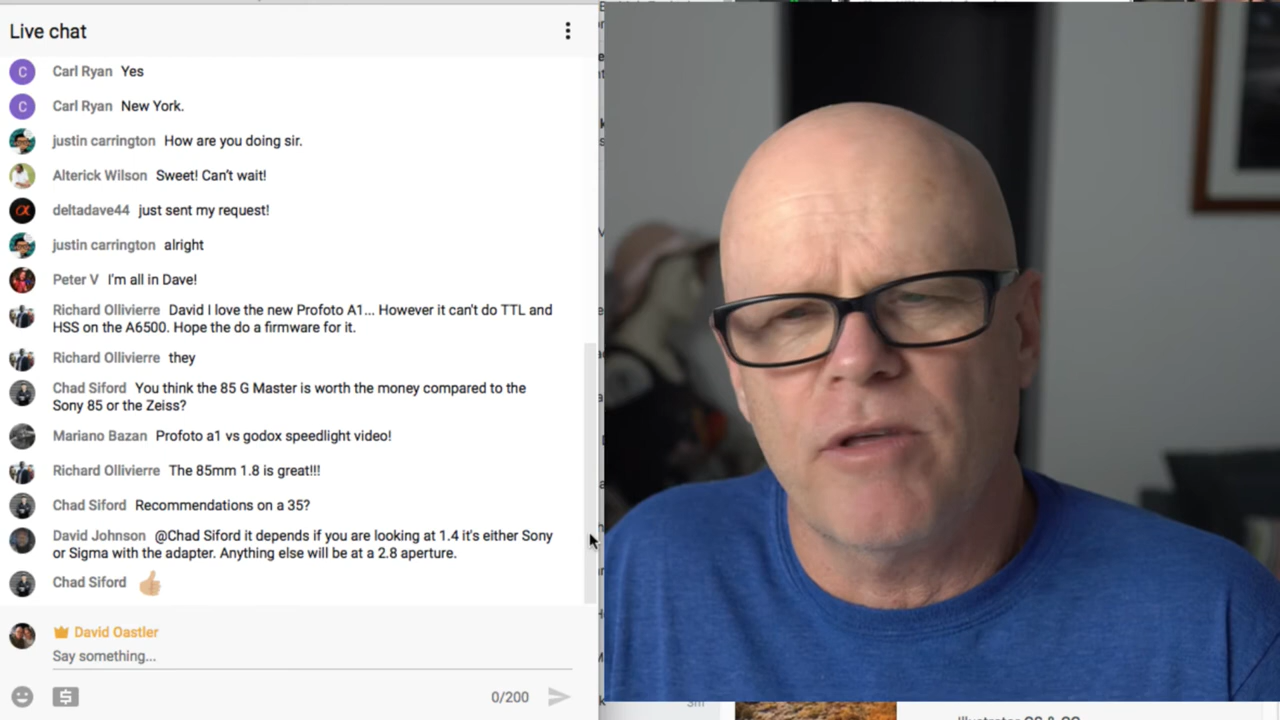 Live chat
C Carl Ryan Yes
C Carl Ryan New York.
justin carrington How are you doing sir.
Alterick Wilson Sweet! Can't wait!
deltadave44 just sent my request!
justin carrington alright
Peter V I'm all in Dave!
Richard Ollivierre David I love the new Profoto A1... However it can't do TTL and
HSS on the A6500. Hope the do a firmware for it.
Richard Ollivierre they
Chad Siford You think the 85 G Master is worth the money compared to the
Sony 85 or the Zeiss?
Mariano Bazan Profoto a1 vs godox speedlight video!
Richard Ollivierre The 85mm 1.8 is great!!!
Chad Siford Recommendations on a 35?
David Johnson @Chad Siford it depends if you are looking at 1.4 it's either Sony
or Sigma with the adapter. Anything else will be at a 2.8 aperture.
Chad Siford
David Oastler
Say something...
0/200